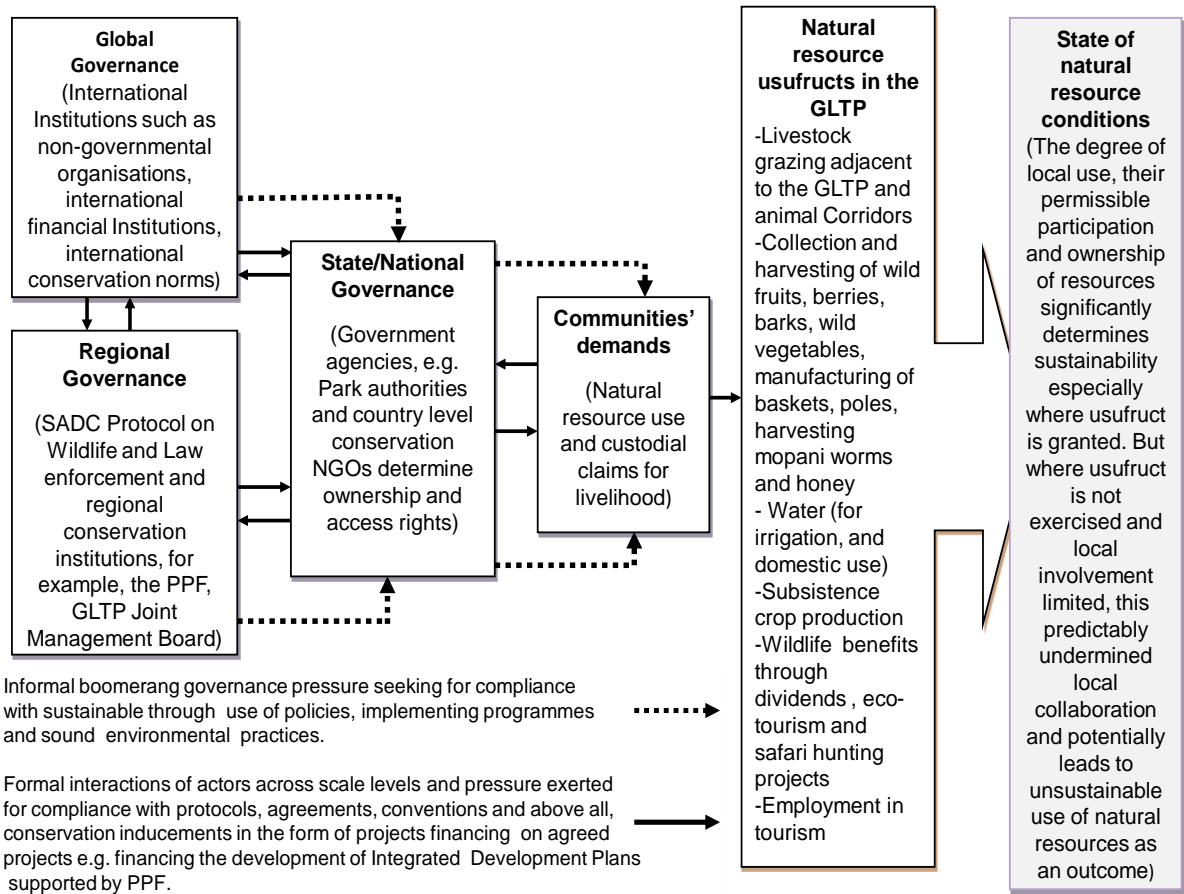 Global
Governance
(International
Institutions such as
non-governmental
organisations,
international
financial Institutions,
international
conservation norms)
Regional
Governance
(SADC Protocol on
Wildlife and Law
enforcement and
regional
conservation
institutions, for
example, the PPF,
GLTP Joint
Management Board)
State/National
Governance
(Government
agencies, e.g.
Park authorities
and country level
conservation
NGOs determine
ownership and
access rights)
Communities’
demands
(Natural
resource use
and custodial
claims for
livelihood)
Natural
resource
usufructs in the
GLTP
-Livestock
grazing adjacent
to the GLTP and
animal Corridors
-Collection and
harvesting of wild
fruits, berries,
barks, wild
vegetables,
manufacturing of
baskets, poles,
harvesting
mopani worms
and honey
- Water (for
irrigation, and
domestic use)
-Subsistence
crop production
-Wildlife benefits
through
dividends , eco-
tourism and
safari hunting
projects
-Employment in
tourism
State of
natural
resource
conditions
(The degree of
local use, their
permissible
participation
and ownership
of resources
significantly
determines
sustainability
especially
where usufruct
is granted. But
where usufruct
is not
exercised and
local
involvement
limited, this
predictably
undermined
local
collaboration
and potentially
leads to
unsustainable
use of natural
resources as
an outcome)
Informal boomerang governance pressure seeking for compliance
with sustainable through use of policies, implementing programmes
and sound environmental practices.
Formal interactions of actors across scale levels and pressure exerted
for compliance with protocols, agreements, conventions and above all,
conservation inducements in the form of projects financing on agreed
projects e.g. financing the development of Integrated Development Plans
supported by PPF.